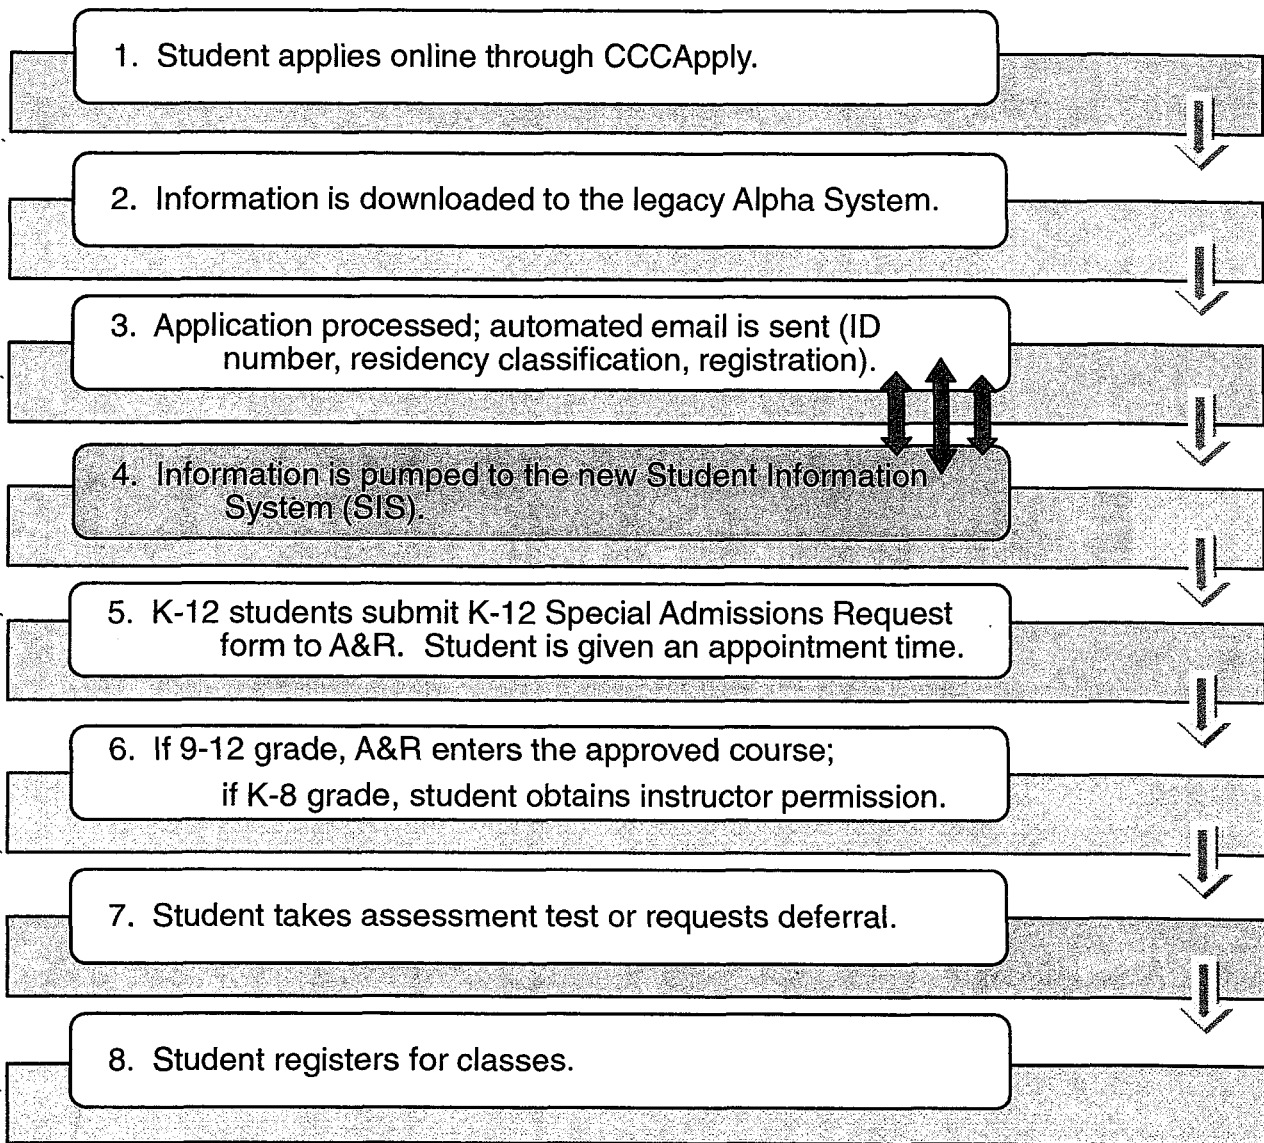 1. Student applies online through CCCApply.
2. Information is downloaded to the legacy Alpha System.
3. Application processed; automated email is sent (ID
number, residency classification, registration).
4. Information is pumped to the new Student Information
System (SIS).
5. K-12 students submit K-12 Special Admissions Request
form to A&R. Student is given an appointment time.
6. If 9-12 grade, A&R enters the approved course;
if K-8 grade, student obtains instructor permission.
7. Student takes assessment test or requests deferral.
8. Student registers for classes.